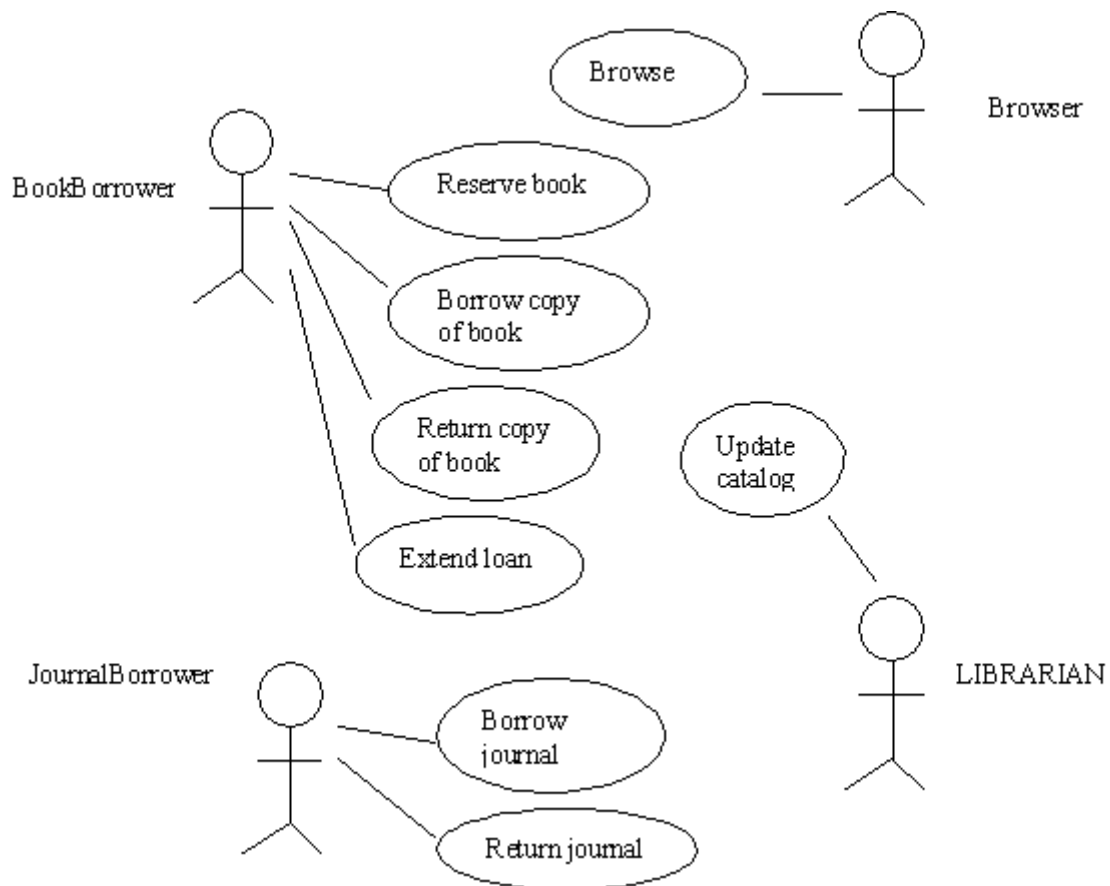 Browse
Browser
BookBorrower
Reserve book
Borrow copy
of book
Return copy
of book
Update
catalog
Extend loan
JournalBorrower
LIBRARIAN
Borrow
journal
Return journal